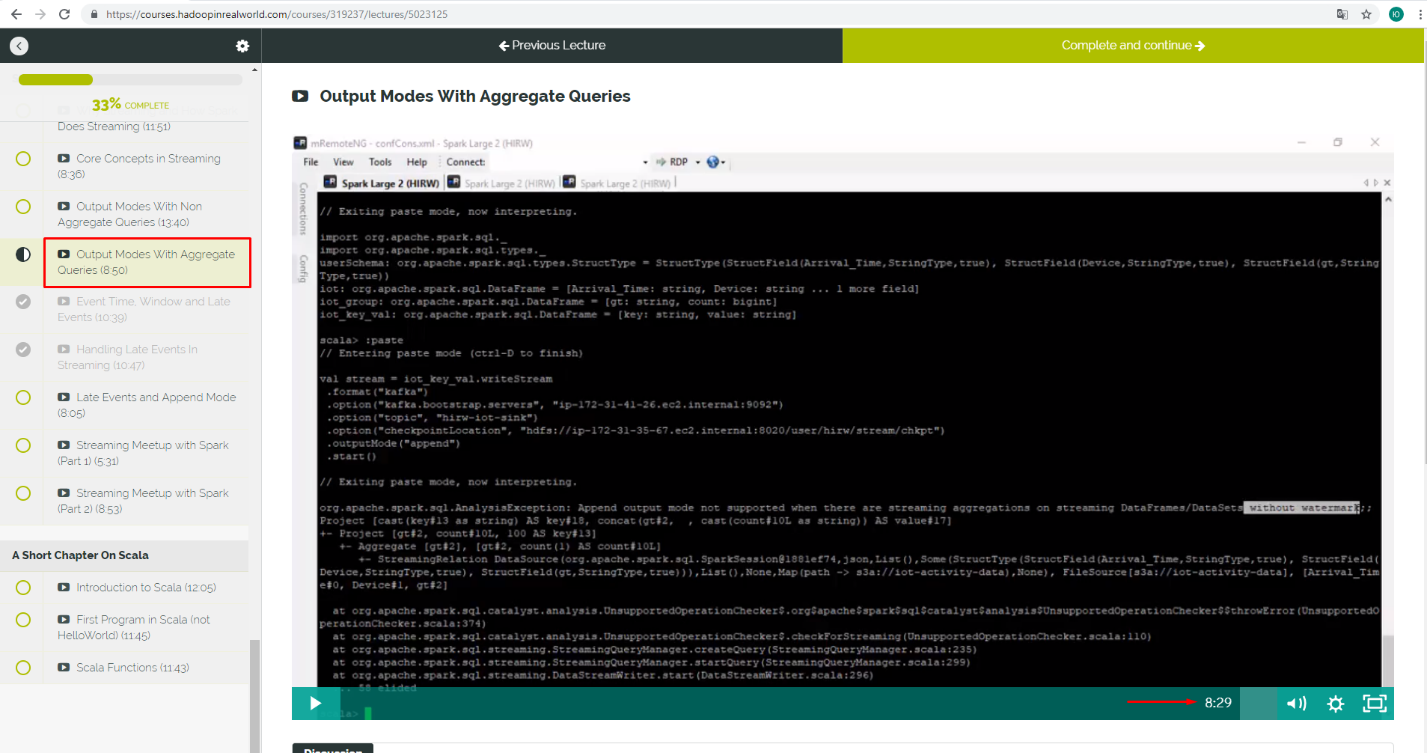 https://courses.hadoopinrealworld.com/courses/319237/lectures/5023125
Previous Lecture
Complete and continue
33% COMPLETE
Does Streaming (11:51)
Core Concepts in Streaming
(8:36)
Output Modes With Non
Aggregate Queries (13:40)
Output Modes With Aggregate
Queries (8:50)
Event Time, Window and Late
Events (10:39)
Handling Late Events In
Streaming (10:47)
Late Events and Append Mode
(8:05)
Streaming Meetup with Spark
(Part 1) (5:31)
Streaming Meetup with Spark
(Part 2) (8:53)
A Short Chapter On Scala
Introduction to Scala (12:05)
First Program in Scala (not
HelloWorld) (11:45)
Scala Functions (11:43)
Output Modes With Aggregate Queries
mRemoteNG - confCons.xml - Spark Large 2 (HIRW)
File View Tools Help Connect: RDP
Spark Large 2 (HIRW) Spark Large 2 (HIRW) Spark Large 2 (HIRW)
Connections
Config
// Exiting paste mode, now interpreting.
import org.apache.spark.sql._
import org.apache.spark.sql.types._
userSchema: org.apache.spark.sql.types.StructType = StructType(StructField(Arrival_Time,StringType,true), StructField(Device,StringType,true), StructField(gt,String
Type,true))
iot: org.apache.spark.sql.DataFrame = [Arrival_Time: string, Device: string ... 1 more field]
iot_group: org.apache.spark.sql.DataFrame = [gt: string, count: bigint]
iot_key_val: org.apache.spark.sql.DataFrame = [key: string, value: string]
scala> :paste
// Entering paste mode (ctrl-D to finish)
val stream = iot_key_val.writeStream
.format("kafka")
.option("kafka.bootstrap.servers", "ip-172-31-41-26.ec2.internal:9092")
.option("topic", "hirw-iot-sink")
.option("checkpointLocation", "hdfs://ip-172-31-35-67.ec2.internal:8020/user/hirw/stream/chkpt")
.outputMode("append")
.start()
// Exiting paste mode, now interpreting.
org.apache.spark.sql.AnalysisException: Append output mode not supported when there are streaming aggregations on streaming DataFrames/DataSets without watermark;;
Project [cast(key#13 as string) AS key#18, concat(gt#2, , cast(count#10L as string)) AS value#17]
+- Project [gt#2, count#10L, 100 AS key#13]
+- Aggregate [gt#2], [gt#2, count(1) AS count#10L]
+- StreamingRelation DataSource(org.apache.spark.sql.SparkSession@1881ef74,json,List(),Some(StructType(StructField(Arrival_Time,StringType,true), StructField(
Device,StringType,true), StructField(gt,StringType,true))),List(),None,Map(path -> s3a://iot-activity-data),None), FileSource[s3a://iot-activity-data], [Arrival_Tim
e#0, Device#1, gt#2]
at org.apache.spark.sql.catalyst.analysis.UnsupportedOperationChecker$.org$apache$spark$sql$catalyst$analysis$UnsupportedOperationChecker$$throwError(UnsupportedO
perationChecker.scala:374)
at org.apache.spark.sql.catalyst.analysis.UnsupportedOperationChecker$.checkForStreaming(UnsupportedOperationChecker.scala:110)
at org.apache.spark.sql.streaming.StreamingQueryManager.createQuery(StreamingQueryManager.scala:235)
at org.apache.spark.sql.streaming.StreamingQueryManager.startQuery(StreamingQueryManager.scala:299)
at org.apache.spark.sql.streaming.DataStreamWriter.start(DataStreamWriter.scala:296)
... 58 elided
scala>
8:29
Discussion